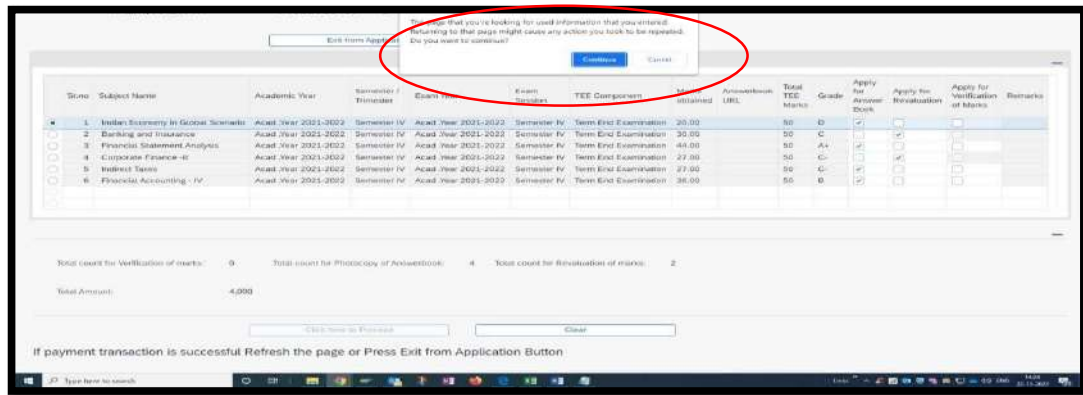 The page that you're looking for used information that you entered.
Returning to that page might cause any action you took to be repeated.
Do you want to continue?
Exit from Applicat
Continue Cancel
Sr.no Subject Name Academic Year Semester / Trimester Exam Year Exam Session TEE Component Marks obtained Answerbook URL Total TEE Marks Grade Apply for Answer Book Apply for Revaluation Apply for Verification of Marks Remarks
1 Indian Economy in Global Scenario Acad. Year 2021-2022 Semester IV Acad. Year 2021-2022 Semester IV Term End Examination 20.00 50 D
2 Banking and Insurance Acad. Year 2021-2022 Semester IV Acad. Year 2021-2022 Semester IV Term End Examination 30.00 50 C
3 Financial Statement Analysis Acad. Year 2021-2022 Semester IV Acad. Year 2021-2022 Semester IV Term End Examination 44.00 50 A+
4 Corporate Finance -II Acad. Year 2021-2022 Semester IV Acad. Year 2021-2022 Semester IV Term End Examination 27.00 50 C-
5 Indirect Taxes Acad. Year 2021-2022 Semester IV Acad. Year 2021-2022 Semester IV Term End Examination 27.00 50 C-
6 Financial Accounting - IV Acad. Year 2021-2022 Semester IV Acad. Year 2021-2022 Semester IV Term End Examination 36.00 50 B
Total count for Verification of marks: 0 Total count for Photocopy of Answerbook: 4 Total count for Revaluation of marks: 2
Total Amount: 4,000
Click here to Proceed Clear
If payment transaction is successful Refresh the page or Press Exit from Application Button
Type here to search